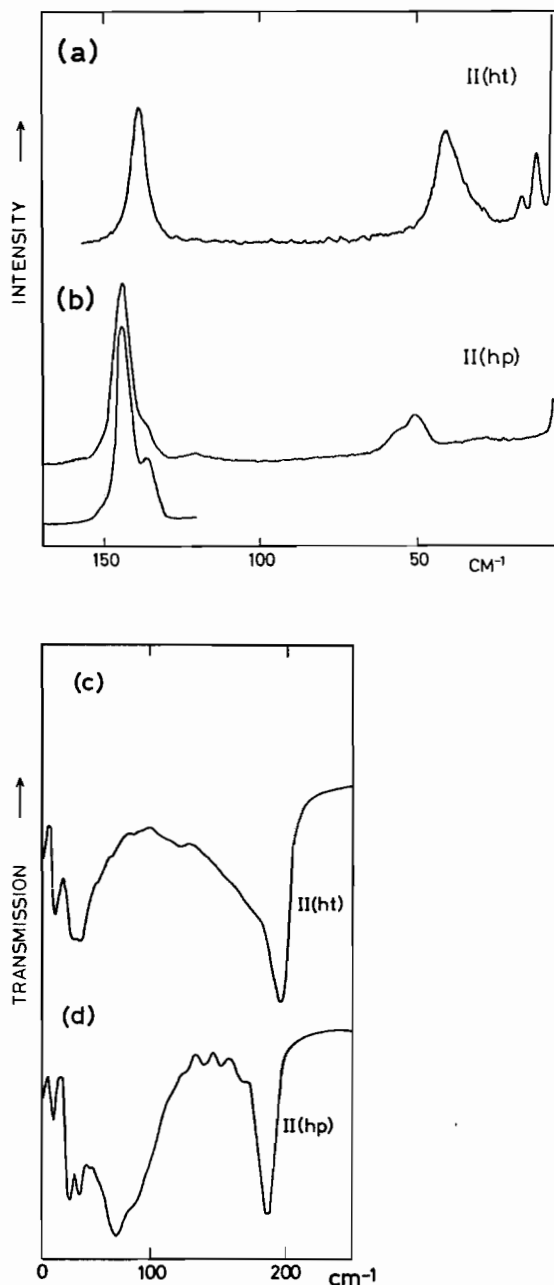 (a)
II(ht)
INTENSITY →
(b)
II(hp)
150 100 50 CM⁻¹
(c)
II(ht)
TRANSMISSION →
(d)
II(hp)
0 100 200 cm⁻¹